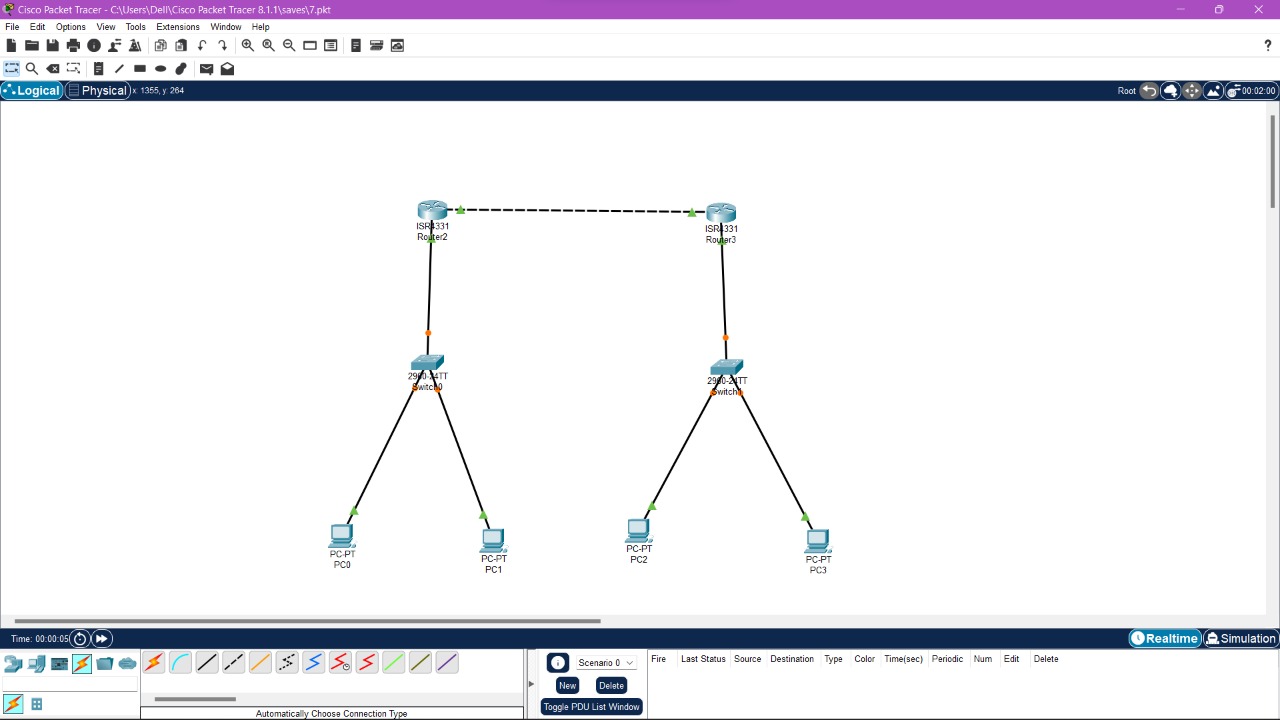 Cisco Packet Tracer - C:\Users\Dell\Cisco Packet Tracer 8.1.1\saves\7.pkt
File Edit Options View Tools Extensions Window Help
?
Logical Physical x: 1355, y: 264 Root 00:02:00
ISR4331
Router2
ISR4331
Router3
2960-24TT
Switch0
2960-24TT
PC-PT
PC0
PC-PT
PC1
PC-PT
PC2
PC-PT
PC3
Time: 00:00:05 Realtime Simulation
Scenario 0
New Delete
Toggle PDU List Window
Fire Last Status Source Destination Type Color Time(sec) Periodic Num Edit Delete
Automatically Choose Connection Type